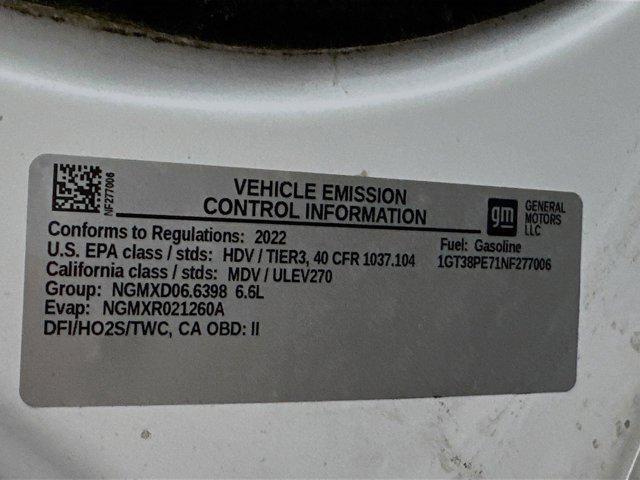 NF277006
VEHICLE EMISSION
CONTROL INFORMATION
gm
GENERAL
MOTORS
LLC
Conforms to Regulations: 2022
U.S. EPA class / stds: HDV / TIER3, 40 CFR 1037.104
California class / stds: MDV / ULEV270
Group: NGMXD06.6398 6.6L
Evap: NGMXR021260A
DFI/HO2S/TWC, CA OBD: II
Fuel: Gasoline
1GT38PE71NF277006